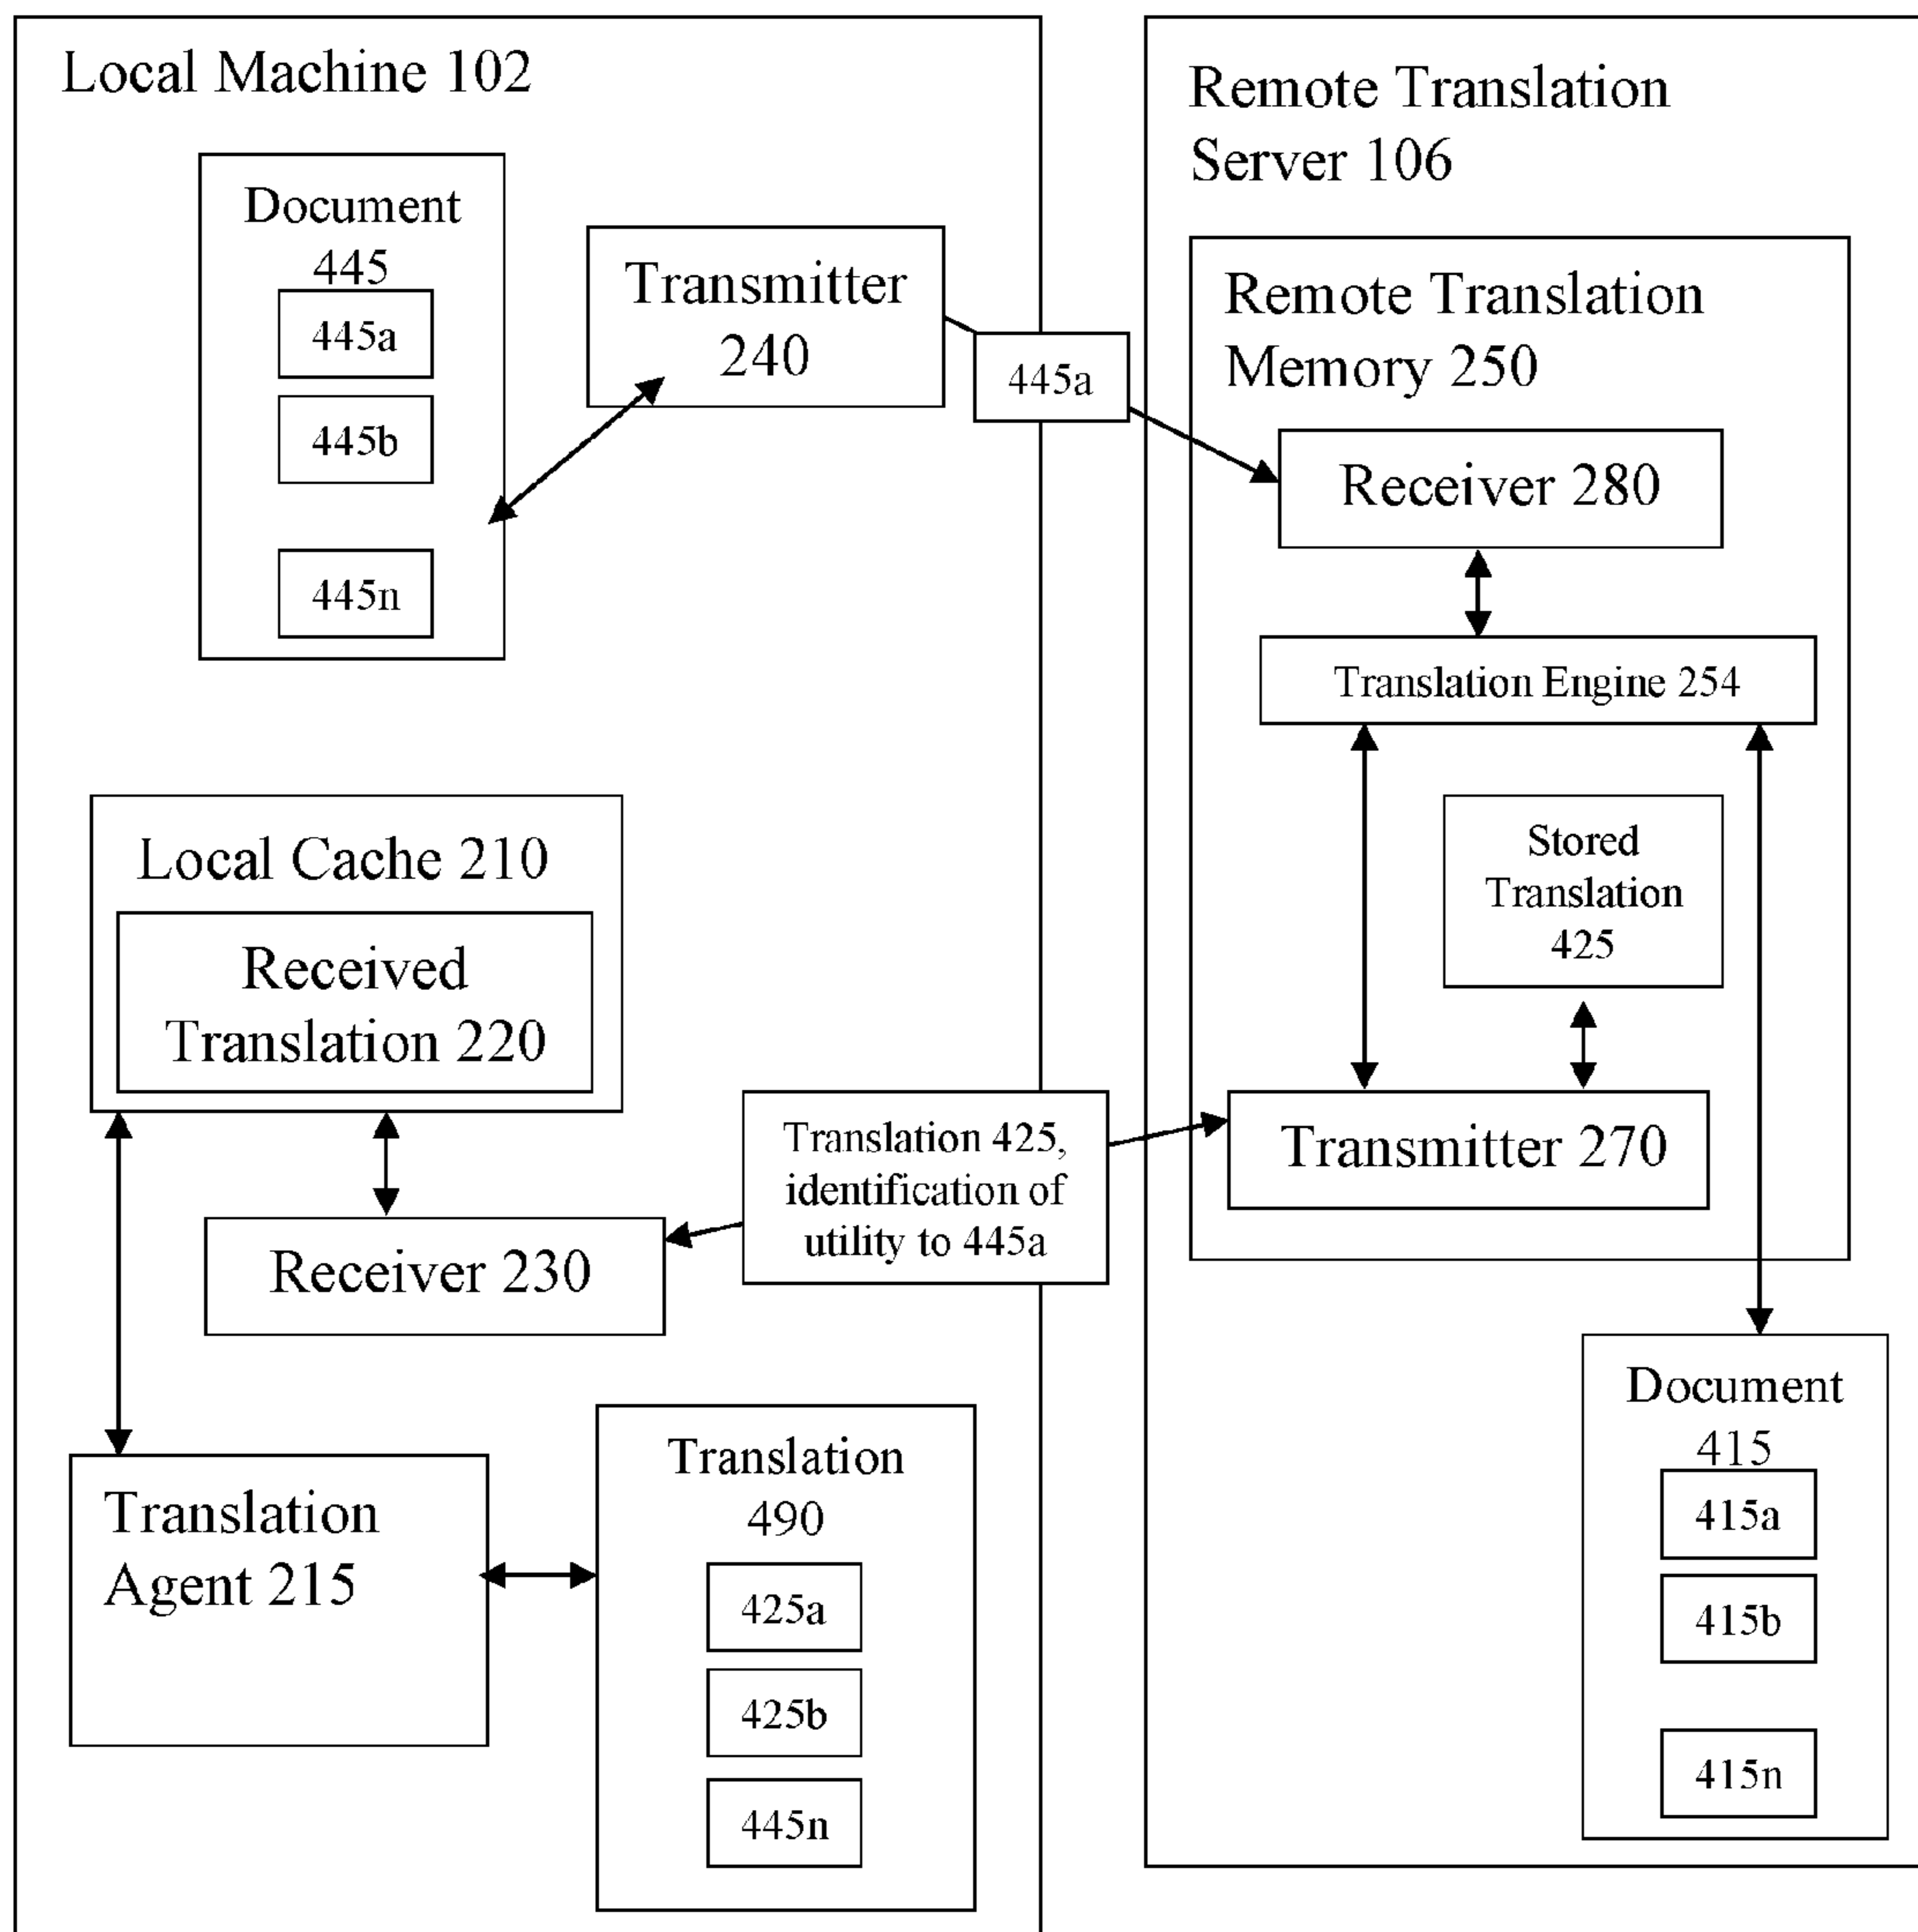 Local Machine 102
Document
445
445a
445b
445n
Transmitter
240
445a
Local Cache 210
Received
Translation 220
Receiver 230
Translation 425,
identification of
utility to 445a
Translation
Agent 215
Translation
490
425a
425b
445n
Remote Translation
Server 106
Remote Translation
Memory 250
Receiver 280
Translation Engine 254
Stored
Translation
425
Transmitter 270
Document
415
415a
415b
415n